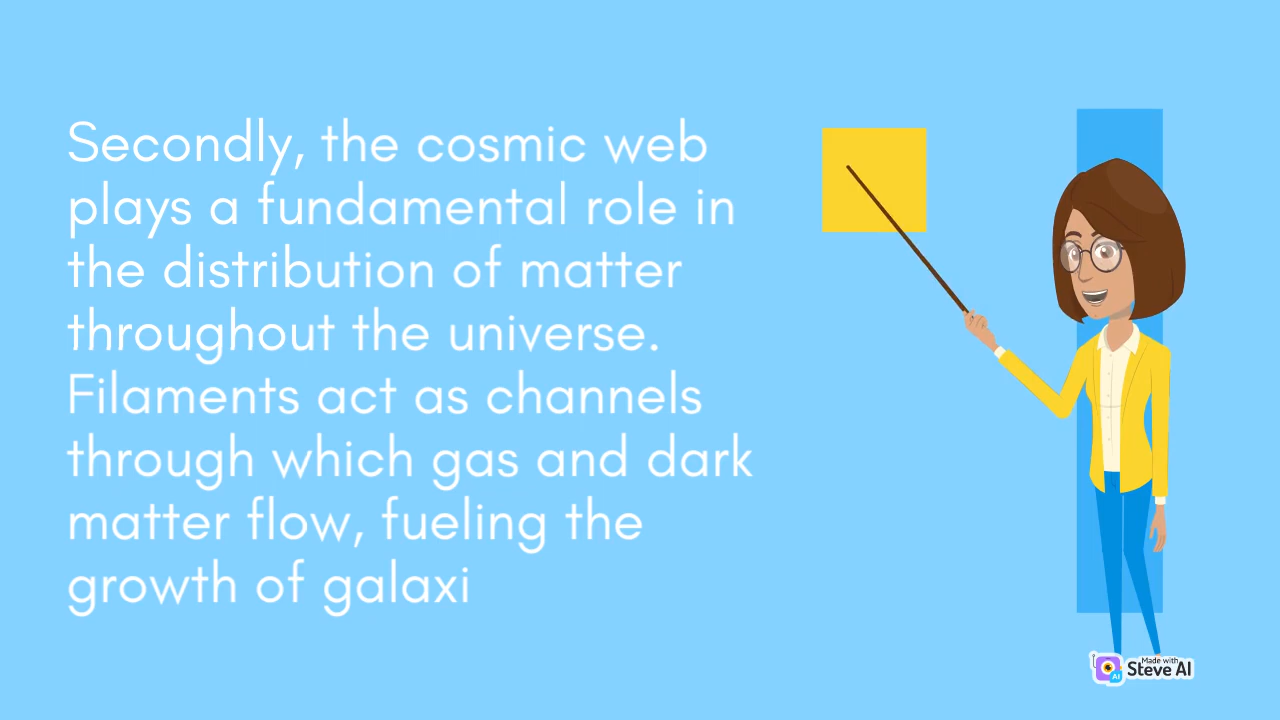 Secondly, the cosmic web
plays a fundamental role in
the distribution of matter
throughout the universe.
Filaments act as channels
through which gas and dark
matter flow, fueling the
growth of galaxi
Made with
Steve AI
AI